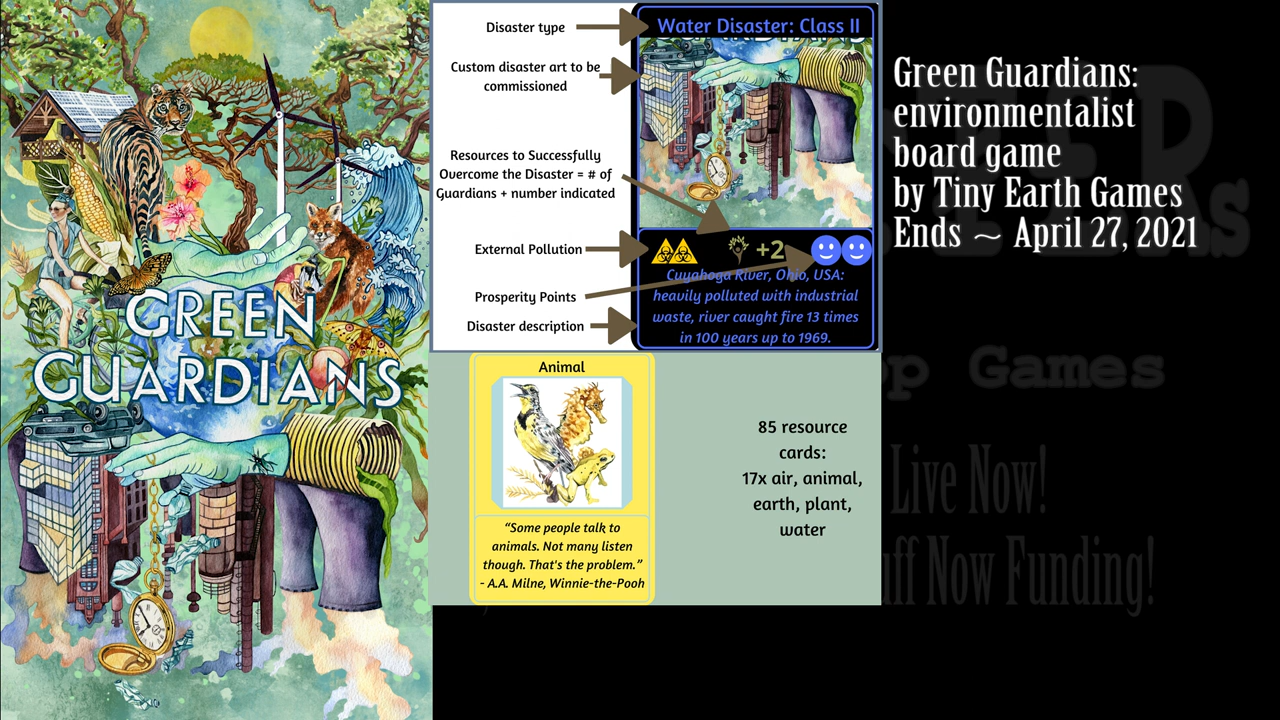 GREEN
GUARDIANS
Disaster type
Custom disaster art to be
commissioned
Resources to Successfully
Overcome the Disaster = # of
Guardians + number indicated
External Pollution
Prosperity Points
Disaster description
Water Disaster: Class II
+2
Cuyahoga River, Ohio, USA:
heavily polluted with industrial
waste, river caught fire 13 times
in 100 years up to 1969.
Animal
“Some people talk to
animals. Not many listen
though. That's the problem.”
- A.A. Milne, Winnie-the-Pooh
85 resource
cards:
17x air, animal,
earth, plant,
water
Green Guardians:
environmentalist
board game
by Tiny Earth Games
Ends ~ April 27, 2021
Games
Live Now!
Now Funding!